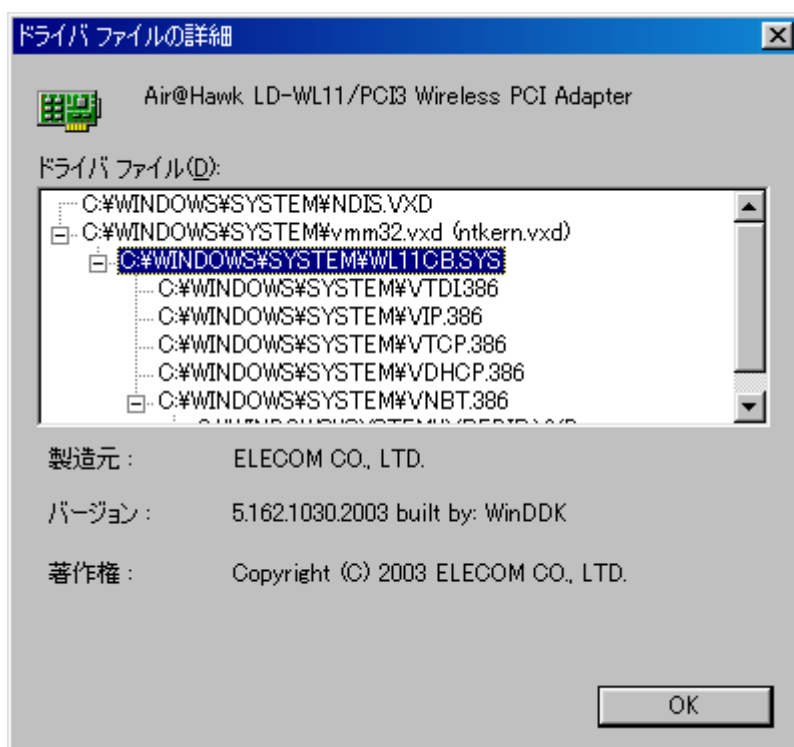 ドライバ ファイルの詳細
Air@Hawk LD-WL11/PCI3 Wireless PCI Adapter
ドライバ ファイル(D):
C:¥WINDOWS¥SYSTEM¥NDIS.VXD
C:¥WINDOWS¥SYSTEM¥vmm32.vxd (ntkern.vxd)
C:¥WINDOWS¥SYSTEM¥WL11CB.SYS
C:¥WINDOWS¥SYSTEM¥VTDI.386
C:¥WINDOWS¥SYSTEM¥VIP.386
C:¥WINDOWS¥SYSTEM¥VTCP.386
C:¥WINDOWS¥SYSTEM¥VDHCP.386
C:¥WINDOWS¥SYSTEM¥VNBT.386
製造元 : ELECOM CO., LTD.
バージョン : 5.162.1030.2003 built by: WinDDK
著作権 : Copyright (C) 2003 ELECOM CO., LTD.
OK